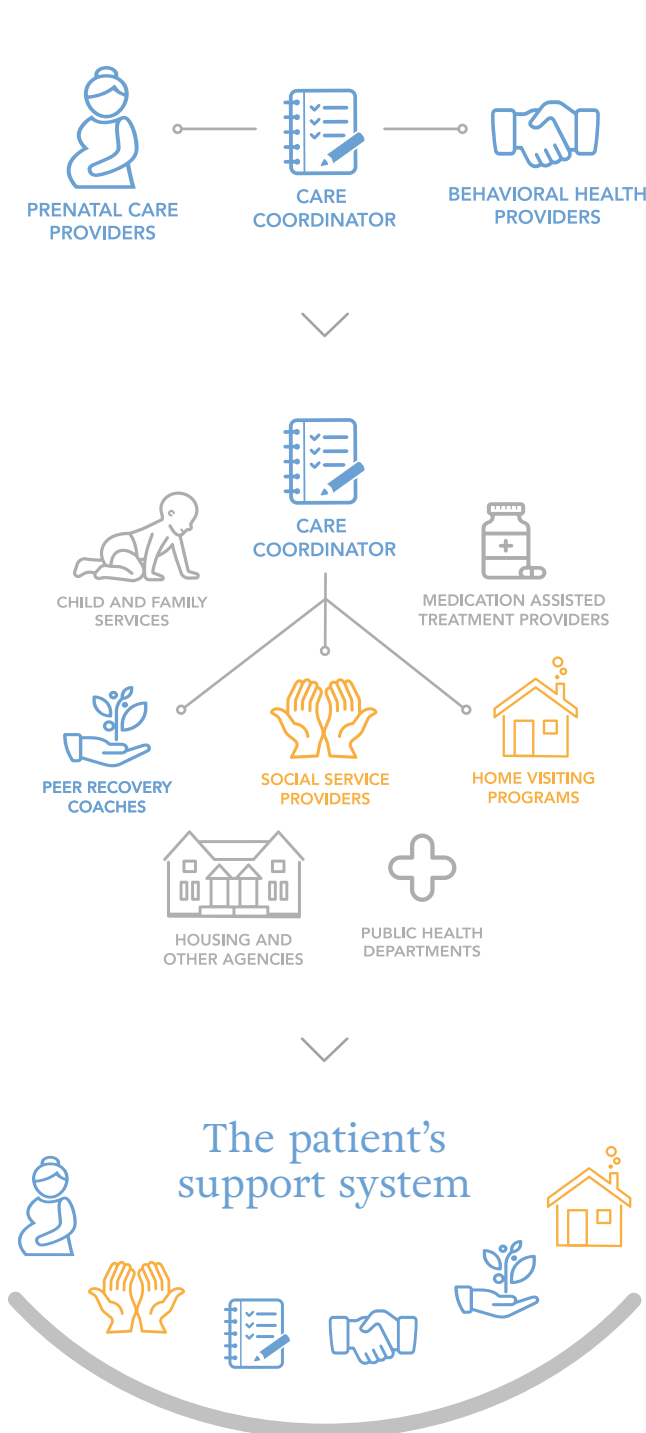 PRENATAL CARE
PROVIDERS
CARE
COORDINATOR
BEHAVIORAL HEALTH
PROVIDERS
CARE
COORDINATOR
CHILD AND FAMILY
SERVICES
MEDICATION ASSISTED
TREATMENT PROVIDERS
PEER RECOVERY
COACHES
SOCIAL SERVICE
PROVIDERS
HOME VISITING
PROGRAMS
HOUSING AND
OTHER AGENCIES
PUBLIC HEALTH
DEPARTMENTS
The patient’s
support system